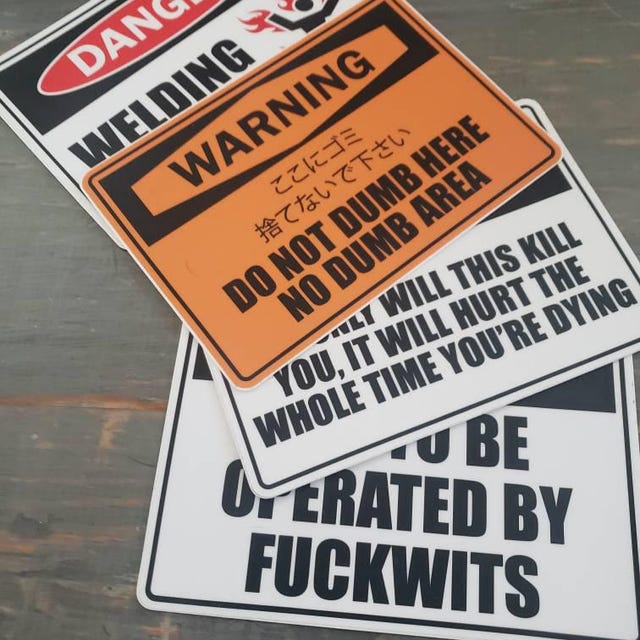 DANG
WELDING
WARNING
ここにゴミ
捨てないで下さい
DO NOT DUMB HERE
NO DUMB AREA
WILL THIS KILL
YOU, IT WILL HURT THE
WHOLE TIME YOU'RE DYING
BE
OPERATED BY
FUCKWITS